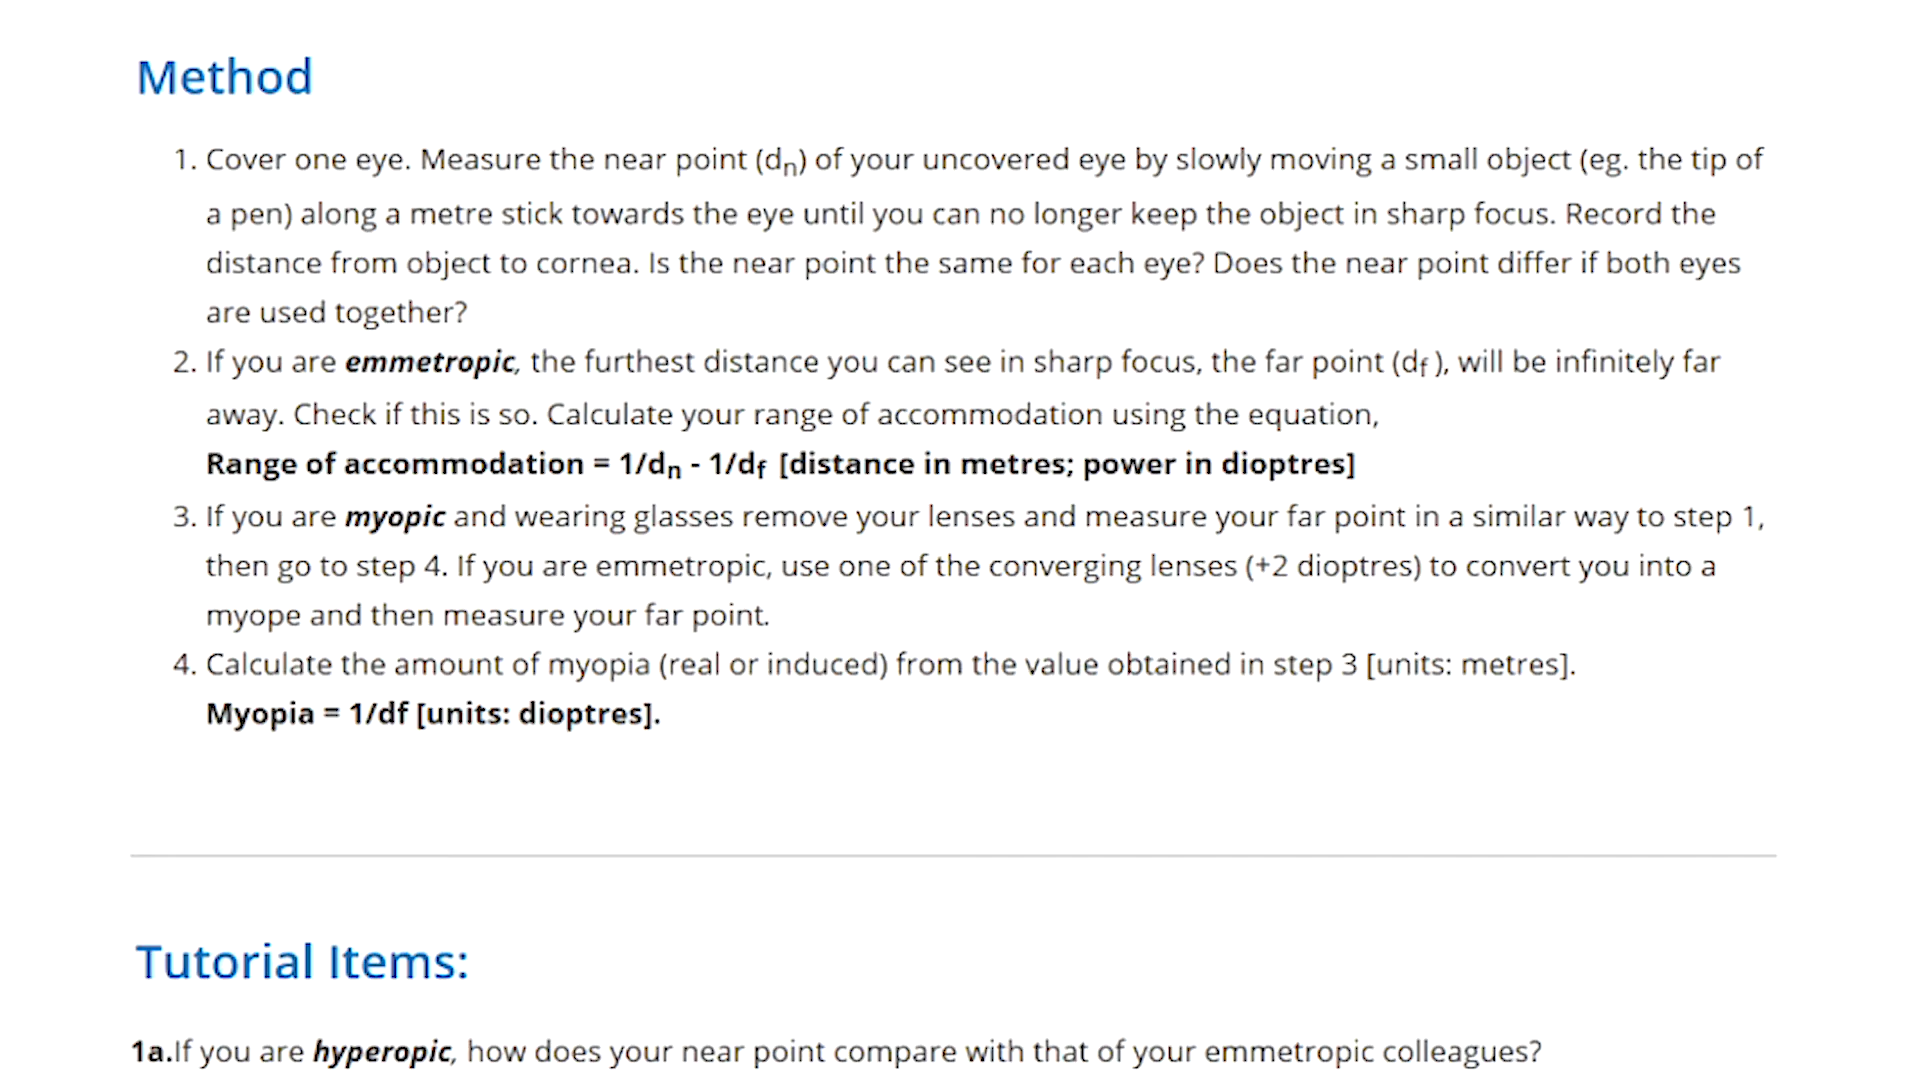 Method
1. Cover one eye. Measure the near point (dn) of your uncovered eye by slowly moving a small object (eg. the tip of
a pen) along a metre stick towards the eye until you can no longer keep the object in sharp focus. Record the
distance from object to cornea. Is the near point the same for each eye? Does the near point differ if both eyes
are used together?
2. If you are emmetropic, the furthest distance you can see in sharp focus, the far point (df ), will be infinitely far
away. Check if this is so. Calculate your range of accommodation using the equation,
Range of accommodation = 1/dn - 1/df [distance in metres; power in dioptres]
3. If you are myopic and wearing glasses remove your lenses and measure your far point in a similar way to step 1,
then go to step 4. If you are emmetropic, use one of the converging lenses (+2 dioptres) to convert you into a
myope and then measure your far point.
4. Calculate the amount of myopia (real or induced) from the value obtained in step 3 [units: metres].
Myopia = 1/df [units: dioptres].
Tutorial Items:
1a.If you are hyperopic, how does your near point compare with that of your emmetropic colleagues?